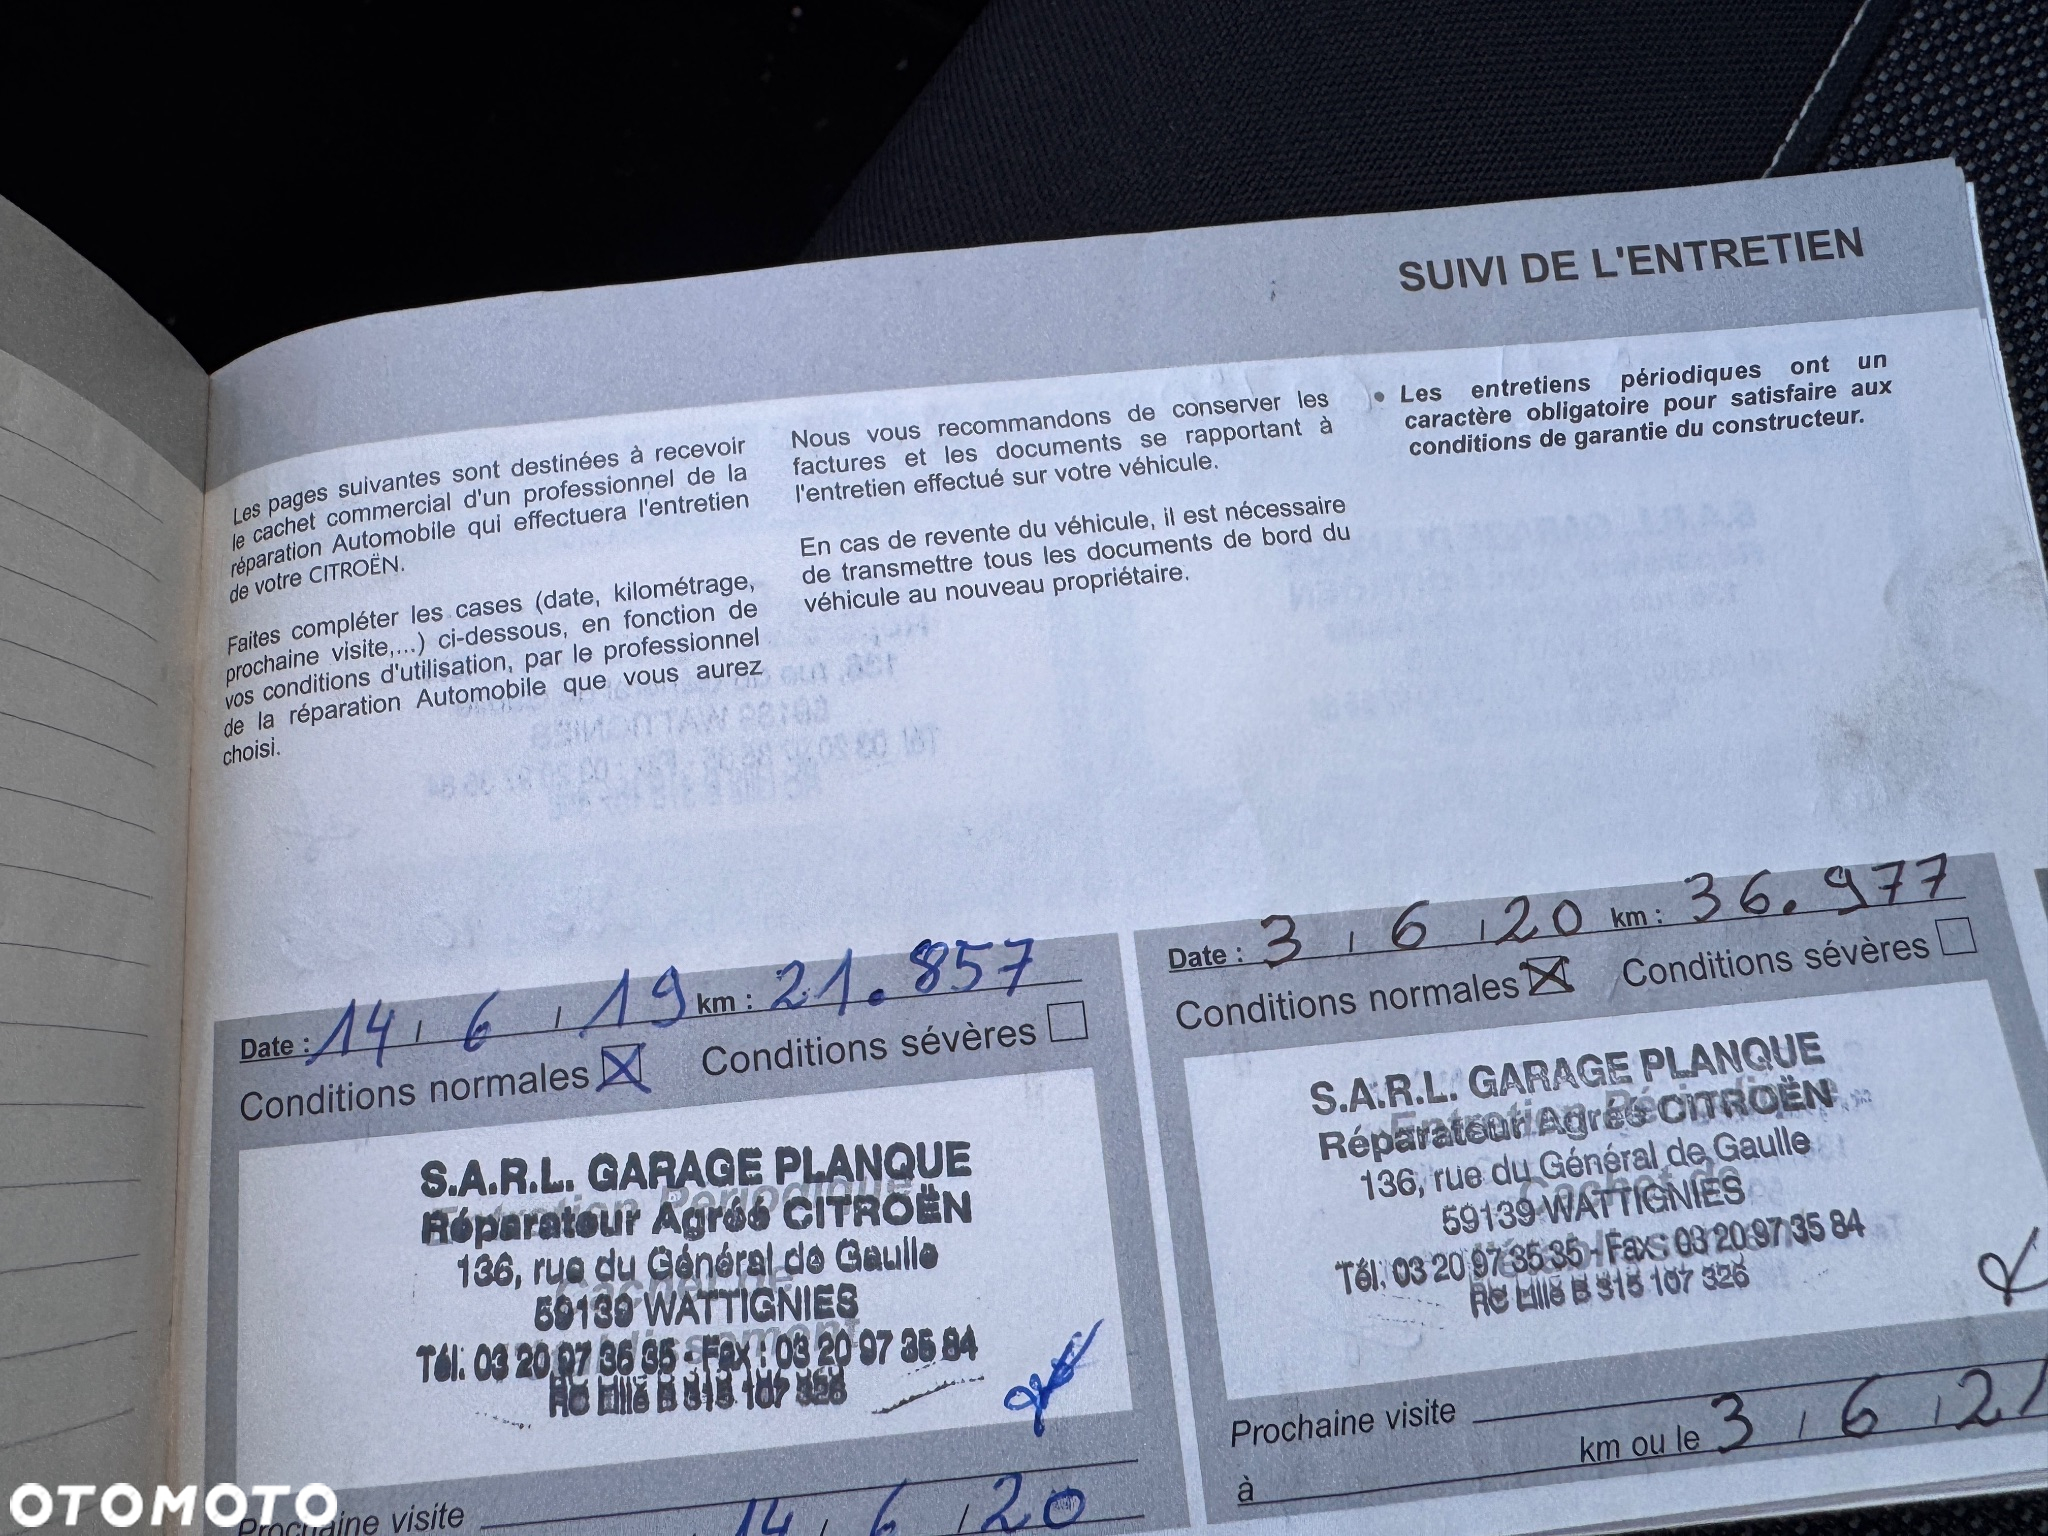 SUIVI DE L'ENTRETIEN
Les pages suivantes sont destinées à recevoir
le cachet commercial d'un professionnel de la
réparation Automobile qui effectuera l'entretien
de votre CITROËN.
Faites compléter les cases (date, kilométrage,
prochaine visite,...) ci-dessous, en fonction de
vos conditions d'utilisation, par le professionnel
de la réparation Automobile que vous aurez
choisi.
Nous vous recommandons de conserver les
factures et les documents se rapportant à
l'entretien effectué sur votre véhicule.
En cas de revente du véhicule, il est nécessaire
de transmettre tous les documents de bord du
véhicule au nouveau propriétaire.
• Les entretiens périodiques ont un
caractère obligatoire pour satisfaire aux
conditions de garantie du constructeur.
Date : 14 / 6 / 19 km : 21.857
Conditions normales Conditions sévères
S.A.R.L. GARAGE PLANQUE
Réparateur Agréé CITROËN
136, rue du Général de Gaulle
59139 WATTIGNIES
Tél. 03 20 97 35 35 - Fax : 03 20 97 35 84
RC Lille B 315 107 326
Prochaine visite
14 / 6 / 20
Date : 3 / 6 / 20 km : 36.977
Conditions normales Conditions sévères
S.A.R.L. GARAGE PLANQUE
Réparateur Agréé CITROËN
136, rue du Général de Gaulle
59139 WATTIGNIES
Tél. 03 20 97 35 35 - Fax : 03 20 97 35 84
RC Lille B 315 107 326
Prochaine visite
à km ou le 3 / 6 / 21
OTOMOTO